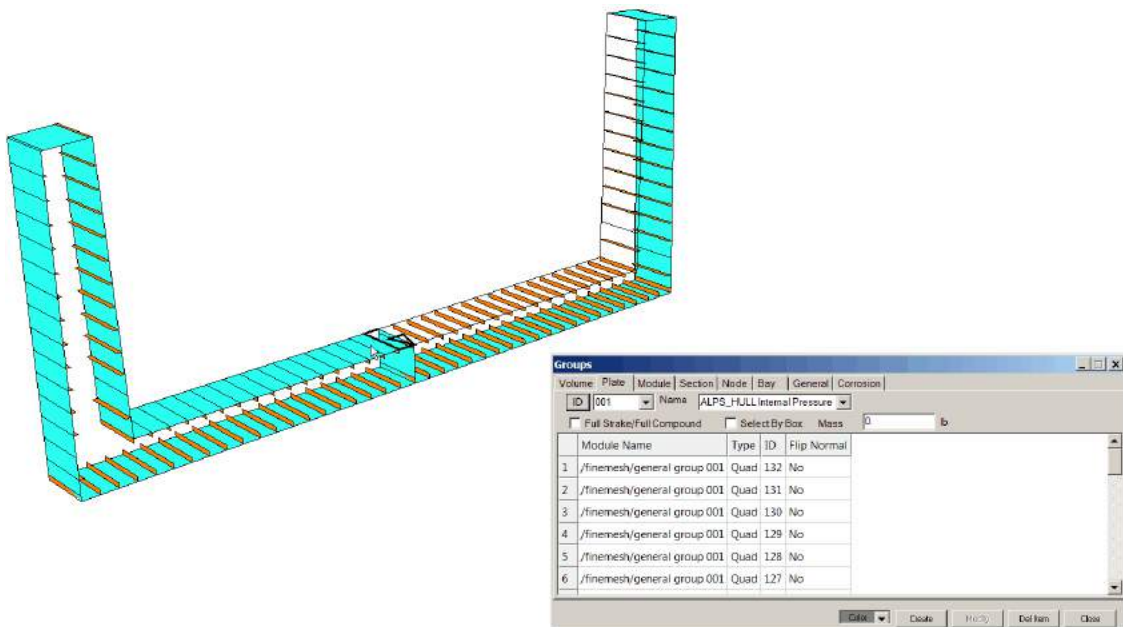 Groups
Volume Plate Module Section Node Bay General Corrosion
ID 001 Name ALPS_HULL Internal Pressure
Full Strake/Full Compound Select By Box Mass 0 lb
Module Name Type ID Flip Normal
1 /finemesh/general group 001 Quad 132 No
2 /finemesh/general group 001 Quad 131 No
3 /finemesh/general group 001 Quad 130 No
4 /finemesh/general group 001 Quad 129 No
5 /finemesh/general group 001 Quad 128 No
6 /finemesh/general group 001 Quad 127 No
Color Create Modify Del Item Close